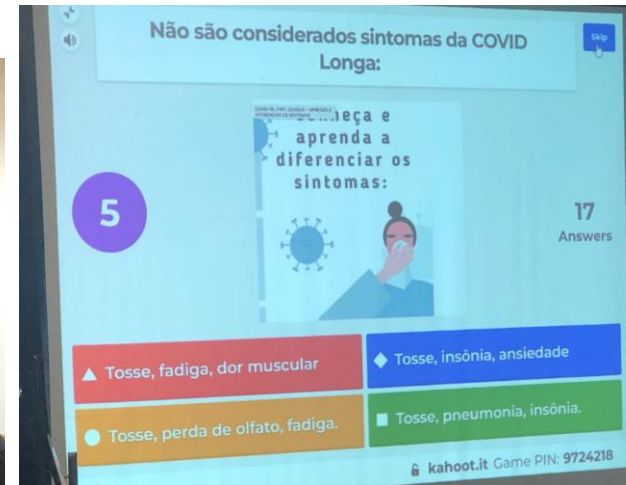 Não são considerados sintomas da COVID
Longa:
Skip
eça e
aprenda a
diferenciar os
sintomas:
5
17
Answers
▲ Tosse, fadiga, dor muscular
◆ Tosse, insônia, ansiedade
● Tosse, perda de olfato, fadiga.
■ Tosse, pneumonia, insônia.
kahoot.it Game PIN: 9724218